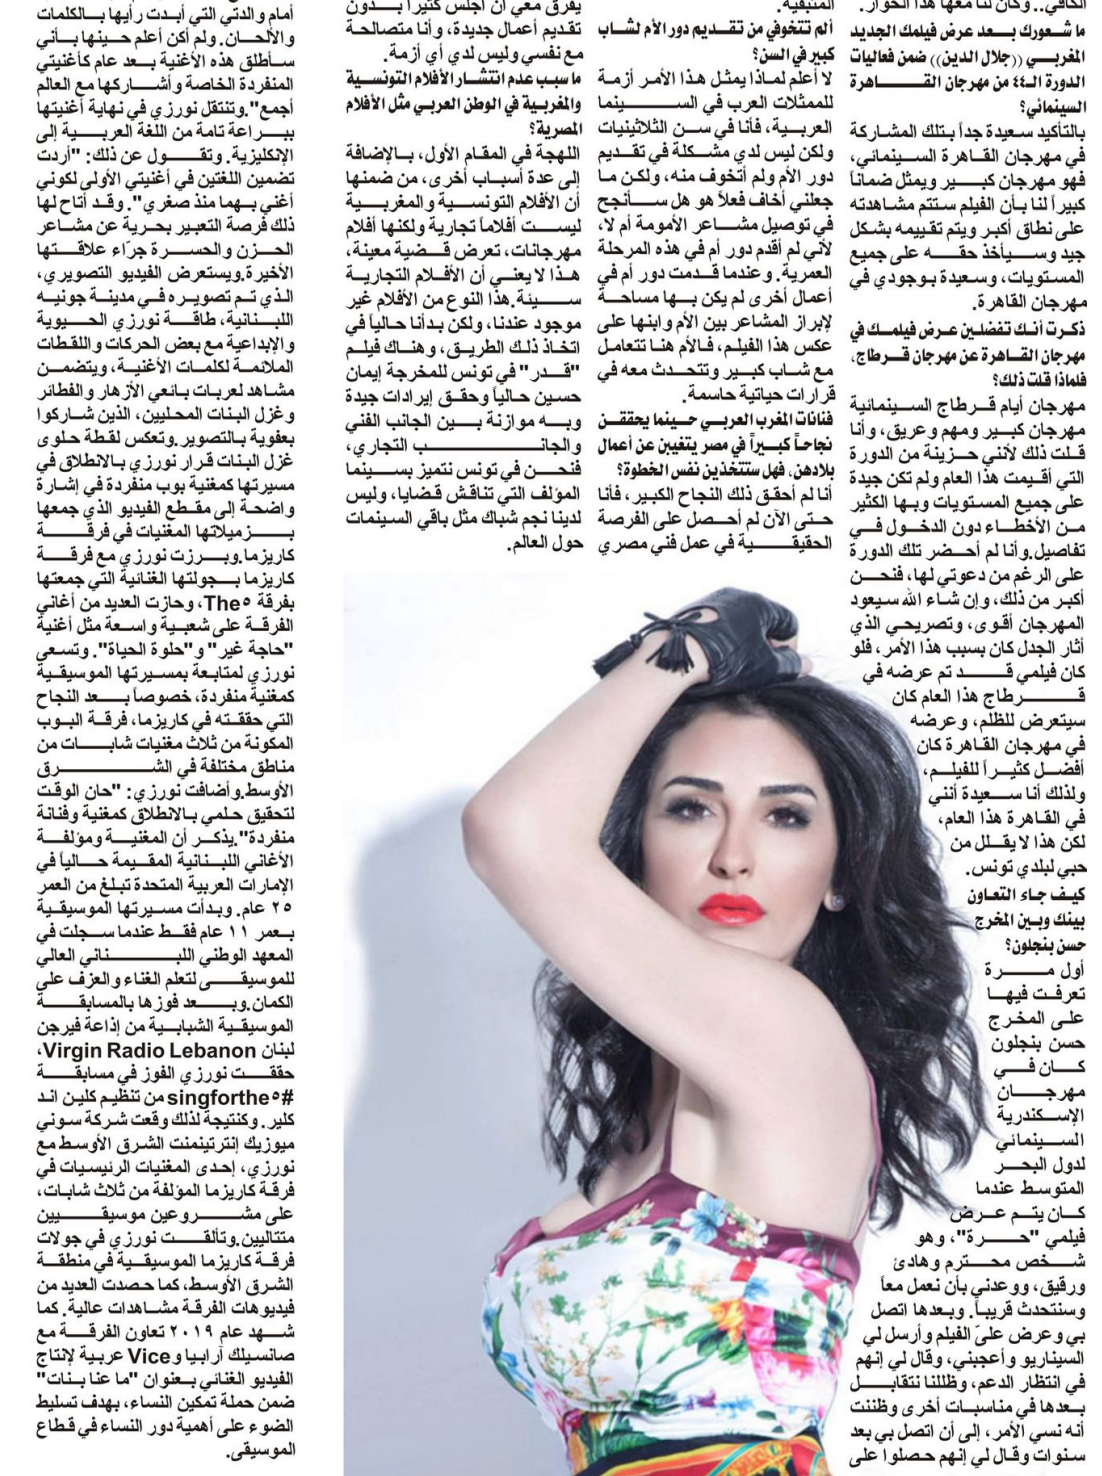 الكافي.. وكان لنا معها هذا الحوار.
ما شعورك بعد عرض فيلمك الجديد
المغربي ((جلال الدين)) ضمن فعاليات
الدورة الـ٤٤ من مهرجان القاهرة
السينمائي؟
بالتأكيد سعيدة جداً بتلك المشاركة
في مهرجان القاهرة السينمائي،
فهو مهرجان كبير ويمثل ضماناً
كبيراً لنا بأن الفيلم ستتم مشاهدته
على نطاق أكبر ويتم تقييمه بشكل
جيد وسيأخذ حقه على جميع
المستويات، وسعيدة بوجودي في
مهرجان القاهرة.
ذكرت أنك تفضلين عرض فيلمك في
مهرجان القاهرة عن مهرجان قرطاج،
فلماذا قلت ذلك؟
مهرجان أيام قرطاج السينمائية
مهرجان كبير ومهم وعريق، وأنا
قلت ذلك لأنني حزينة من الدورة
التي أقيمت هذا العام ولم تكن جيدة
على جميع المستويات وبها الكثير
من الأخطاء دون الدخول في
تفاصيل.وأنا لم أحضر تلك الدورة
على الرغم من دعوتي لها، فنحن
أكبر من ذلك، وإن شاء الله سيعود
المهرجان أقوى، وتصريحي الذي
أثار الجدل كان بسبب هذا الأمر، فلو
كان فيلمي قد تم عرضه في
قرطاج هذا العام كان
سيتعرض للظلم، وعرضه
في مهرجان القاهرة كان
أفضل كثيراً للفيلم،
ولذلك أنا سعيدة أنني
في القاهرة هذا العام،
لكن هذا لا يقلل من
حبي لبلدي تونس.
كيف جاء التعاون
بينك وبين المخرج
حسن بنجلون؟
أول مرة
تعرفت فيها
على المخرج
حسن بنجلون
كان في
مهرجان
الإسكندرية
السينمائي
لدول البحر
المتوسط عندما
كان يتم عرض
فيلمي "حرة"، وهو
شخص محترم وهادئ
ورقيق، ووعدني بأن نعمل معاً
وسنتحدث قريباً. وبعدها اتصل
بي وعرض عليّ الفيلم وأرسل لي
السيناريو وأعجبني، وقال لي إنهم
في انتظار الدعم، وظللنا نتقابل
بعدها في مناسبات أخرى وظننت
أنه نسي الأمر، إلى أن اتصل بي بعد
سنوات وقال لي إنهم حصلوا على
المتبقية.
ألم تتخوفي من تقديم دور الأم لشاب
كبير في السن؟
لا أعلم لماذا يمثل هذا الأمر أزمة
للممثلات العرب في السينما
العربية، فأنا في سن الثلاثينيات
ولكن ليس لدي مشكلة في تقديم
دور الأم ولم أتخوف منه، ولكن ما
جعلني أخاف فعلاً هو هل سأنجح
في توصيل مشاعر الأمومة أم لا،
لأني لم أقدم دور أم في هذه المرحلة
العمرية. وعندما قدمت دور أم في
أعمال أخرى لم يكن بها مساحة
لإبراز المشاعر بين الأم وابنها على
عكس هذا الفيلم، فالأم هنا تتعامل
مع شاب كبير وتتحدث معه في
قرارات حياتية حاسمة.
فنانات المغرب العربي حينما يحققن
نجاحاً كبيراً في مصر يتغيبن عن أعمال
بلادهن، فهل ستتخذين نفس الخطوة؟
أنا لم أحقق ذلك النجاح الكبير، فأنا
حتى الآن لم أحصل على الفرصة
الحقيقية في عمل فني مصري
يفرق معي أن أجلس كثيراً بدون
تقديم أعمال جديدة، وأنا متصالحة
مع نفسي وليس لدي أي أزمة.
ما سبب عدم انتشار الأفلام التونسية
والمغربية في الوطن العربي مثل الأفلام
المصرية؟
اللهجة في المقام الأول، بالإضافة
إلى عدة أسباب أخرى، من ضمنها
أن الأفلام التونسية والمغربية
ليست أفلاماً تجارية ولكنها أفلام
مهرجانات، تعرض قضية معينة،
هذا لا يعني أن الأفلام التجارية
سيئة.هذا النوع من الأفلام غير
موجود عندنا، ولكن بدأنا حالياً في
اتخاذ ذلك الطريق، وهناك فيلم
"قدر" في تونس للمخرجة إيمان
حسين حالياً وحقق إيرادات جيدة
وبه موازنة بين الجانب الفني
والجانب التجاري،
فنحن في تونس نتميز بسينما
المؤلف التي تناقش قضايا، وليس
لدينا نجم شباك مثل باقي السينمات
حول العالم.
أمام والدتي التي أبدت رأيها بالكلمات
والألحان. ولم أكن أعلم حينها بأني
سأطلق هذه الأغنية بعد عام كأغنيتي
المنفردة الخاصة وأشاركها مع العالم
أجمع".وتنتقل نورزي في نهاية أغنيتها
ببراعة تامة من اللغة العربية إلى
الإنكليزية. وتقول عن ذلك: "أردت
تضمين اللغتين في أغنيتي الأولى لكوني
أغني بهما منذ صغري". وقد أتاح لها
ذلك فرصة التعبير بحرية عن مشاعر
الحزن والحسرة جرّاء علاقتها
الأخيرة.ويستعرض الفيديو التصويري،
الذي تم تصويره في مدينة جونيه
اللبنانية، طاقة نورزي الحيوية
والإبداعية مع بعض الحركات واللقطات
الملائمة لكلمات الأغنية، ويتضمن
مشاهد لعربات بائعي الأزهار والفطائر
وغزل البنات المحليين، الذين شاركوا
بعفوية بالتصوير.وتعكس لقطة حلوى
غزل البنات قرار نورزي بالانطلاق في
مسيرتها كمغنية بوب منفردة في إشارة
واضحة إلى مقطع الفيديو الذي جمعها
بزميلاتها المغنيات في فرقة
كاريزما.وبرزت نورزي مع فرقة
كاريزما بجولتها الغنائية التي جمعتها
بفرقة The٥، وحازت العديد من أغاني
الفرقة على شعبية واسعة مثل أغنية
"حاجة غير" و"حلوة الحياة". وتسعى
نورزي لمتابعة بمسيرتها الموسيقية
كمغنية منفردة، خصوصاً بعد النجاح
التي حققته في كاريزما، فرقة البوب
المكونة من ثلاث مغنيات شابات من
مناطق مختلفة في الشرق
الأوسط.وأضافت نورزي: "حان الوقت
لتحقيق حلمي بالانطلاق كمغنية وفنانة
منفردة".يذكر أن المغنية ومؤلفة
الأغاني اللبنانية المقيمة حالياً في
الإمارات العربية المتحدة تبلغ من العمر
٢٥ عام. وبدأت مسيرتها الموسيقية
بعمر ١١ عام فقط عندما سجلت في
المعهد الوطني اللبناني العالي
للموسيقى لتعلم الغناء والعزف على
الكمان.وبعد فوزها بالمسابقة
الموسيقية الشبابية من إذاعة فيرجن
لبنان Virgin Radio Lebanon،
حققت نورزي الفوز في مسابقة
#singforthe٥ من تنظيم كلين اند
كلير. وكنتيجة لذلك وقعت شركة سوني
ميوزيك إنترتينمنت الشرق الأوسط مع
نورزي، إحدى المغنيات الرئيسيات في
فرقة كاريزما المؤلفة من ثلاث شابات،
على مشروعين موسيقيين
متتاليين.وتألقت نورزي في جولات
فرقة كاريزما الموسيقية في منطقة
الشرق الأوسط، كما حصدت العديد من
فيديوهات الفرقة مشاهدات عالية. كما
شهد عام ٢٠١٩ تعاون الفرقة مع
صانسيلك آرابيا وVice عربية لإنتاج
الفيديو الغنائي بعنوان "ما عنا بنات"
ضمن حملة تمكين النساء، بهدف تسليط
الضوء على أهمية دور النساء في قطاع
الموسيقى.